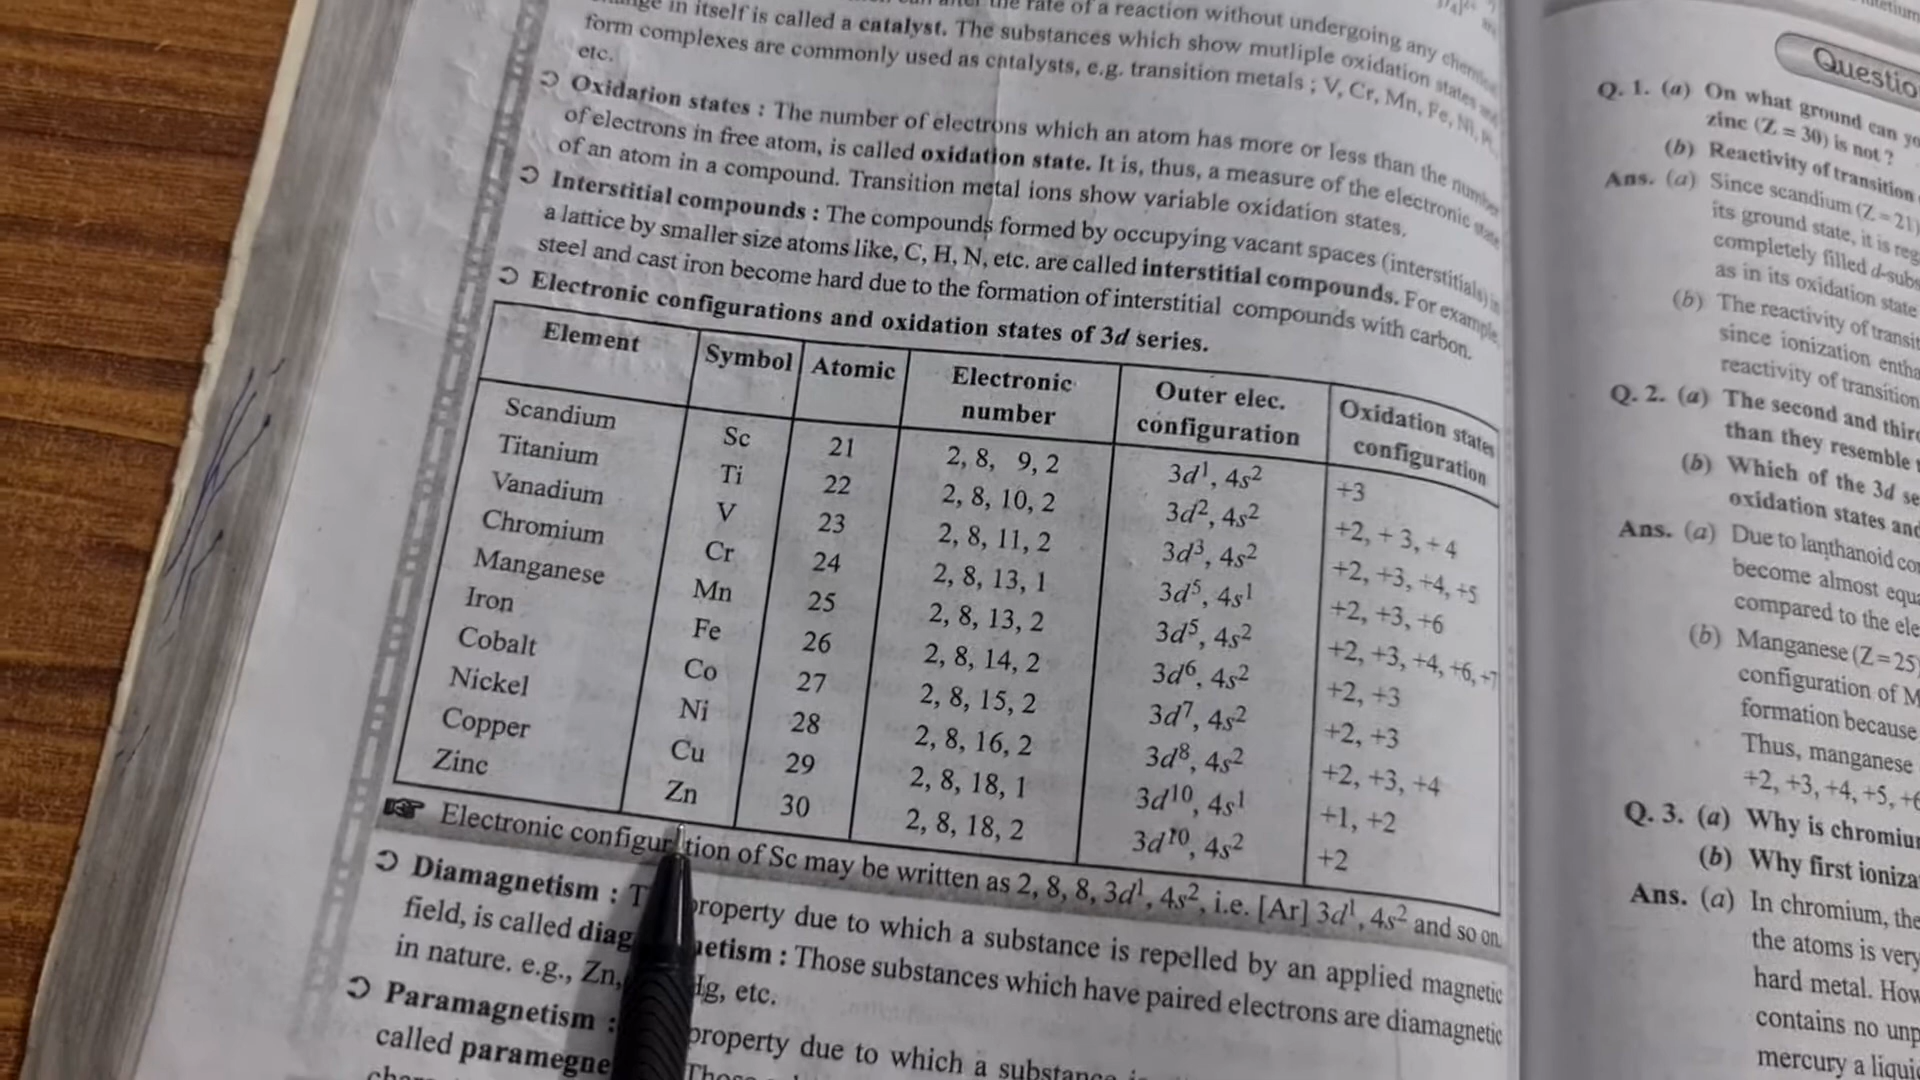 the rate of a reaction without undergoing any
in itself is called a catalyst. The substances which show mutliple oxidation states and
form complexes are commonly used as catalysts, e.g. transition metals ; V, Cr, Mn, Fe, Ni,
etc.
Oxidation states : The number of electrons which an atom has more or less than the number
of electrons in free atom, is called oxidation state. It is, thus, a measure of the electronic state
of an atom in a compound. Transition metal ions show variable oxidation states.
Interstitial compounds : The compounds formed by occupying vacant spaces (interstitials) in
a lattice by smaller size atoms like, C, H, N, etc. are called interstitial compounds. For example,
steel and cast iron become hard due to the formation of interstitial compounds with carbon.
Electronic configurations and oxidation states of 3d series.
Element Symbol Atomic Electronic number Outer elec. configuration Oxidation states configuration
Scandium Sc 21 2, 8, 9, 2 3d¹, 4s² +3
Titanium Ti 22 2, 8, 10, 2 3d², 4s² +2, + 3, + 4
Vanadium V 23 2, 8, 11, 2 3d³, 4s² +2, +3, +4, +5
Chromium Cr 24 2, 8, 13, 1 3d⁵, 4s¹ +2, +3, +6
Manganese Mn 25 2, 8, 13, 2 3d⁵, 4s² +2, +3, +4, +6, +7
Iron Fe 26 2, 8, 14, 2 3d⁶, 4s² +2, +3
Cobalt Co 27 2, 8, 15, 2 3d⁷, 4s² +2, +3
Nickel Ni 28 2, 8, 16, 2 3d⁸, 4s² +2, +3, +4
Copper Cu 29 2, 8, 18, 1 3d¹⁰, 4s¹ +1, +2
Zinc Zn 30 2, 8, 18, 2 3d¹⁰, 4s² +2
Electronic configuration of Sc may be written as 2, 8, 8, 3d¹, 4s², i.e. [Ar] 3d¹, 4s² and so on.
Diamagnetism : property due to which a substance is repelled by an applied magnetic
field, is called : Those substances which have paired electrons are diamagnetic
in nature. e.g., Zn, Hg, etc.
Paramagnetism : property due to which a substance
called
Q. 1. (a) On what ground can
zinc (Z = 30) is not ?
(b) Reactivity of transition
Ans. (a) Since scandium (Z = 21)
its ground state, it is
completely filled
as in its oxidation state
(b) The reactivity of
since ionization
reactivity of transition
Q. 2. (a) The second and
than they resemble
(b) Which of the 3d
oxidation states
Ans. (a) Due to lanthanoid
become almost
compared to the
(b) Manganese (Z=25)
configuration of
formation because
Thus, manganese
+2, +3, +4, +5,
Q. 3. (a) Why is
(b) Why first
Ans. (a) In chromium, the
the atoms is very
hard metal.
contains no
mercury a